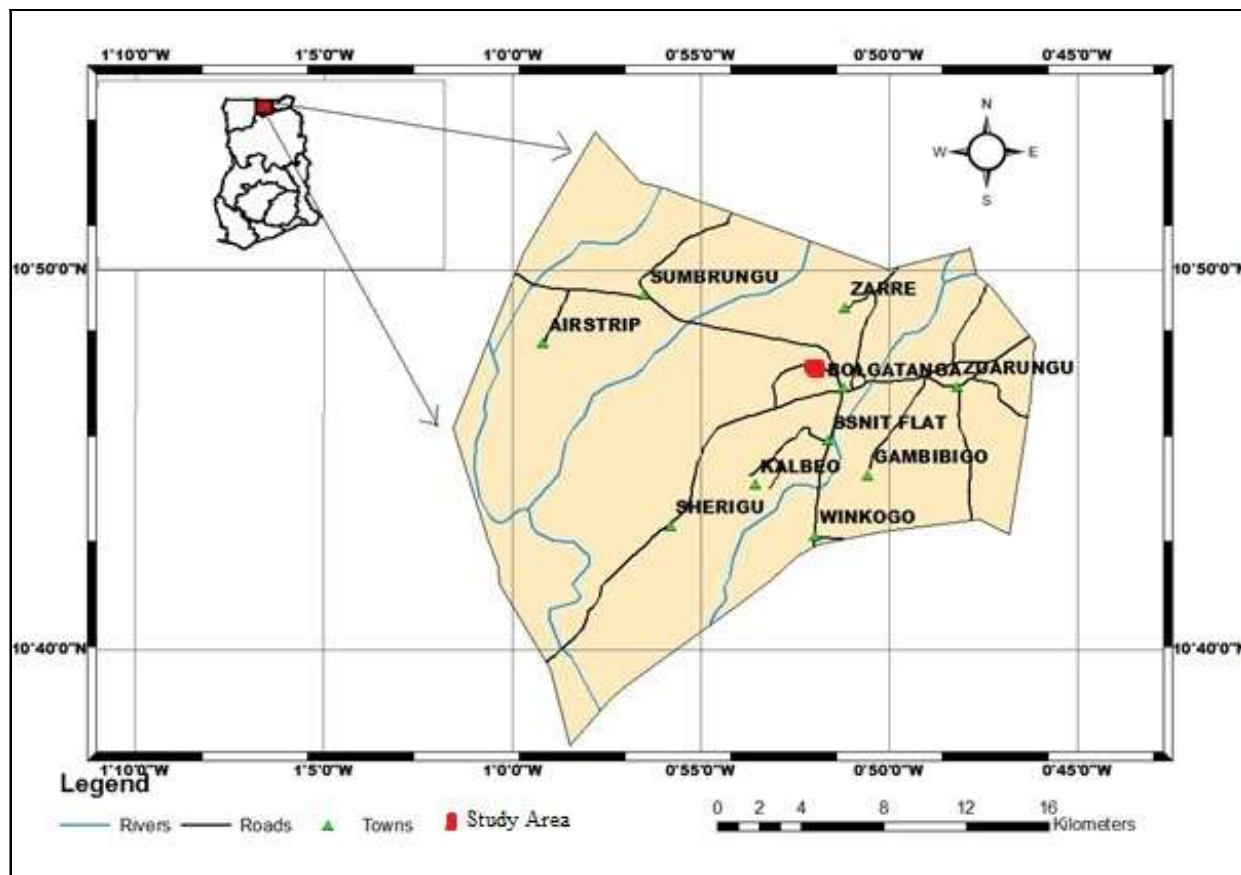 1°10'0"W 1°5'0"W 1°0'0"W 0°55'0"W 0°50'0"W 0°45'0"W
N
W E
S
10°50'0"N 10°50'0"N
SUMBRUNGU
ZARRE
AIRSTRIP
BOLGATANGA ZUARUNGU
SSNIT FLAT
KALBEO GAMBIBIGO
SHERIGU WINKOGO
10°40'0"N 10°40'0"N
1°10'0"W 1°5'0"W 1°0'0"W 0°55'0"W 0°50'0"W 0°45'0"W
Legend
Rivers Roads Towns Study Area
0 2 4 8 12 16
Kilometers